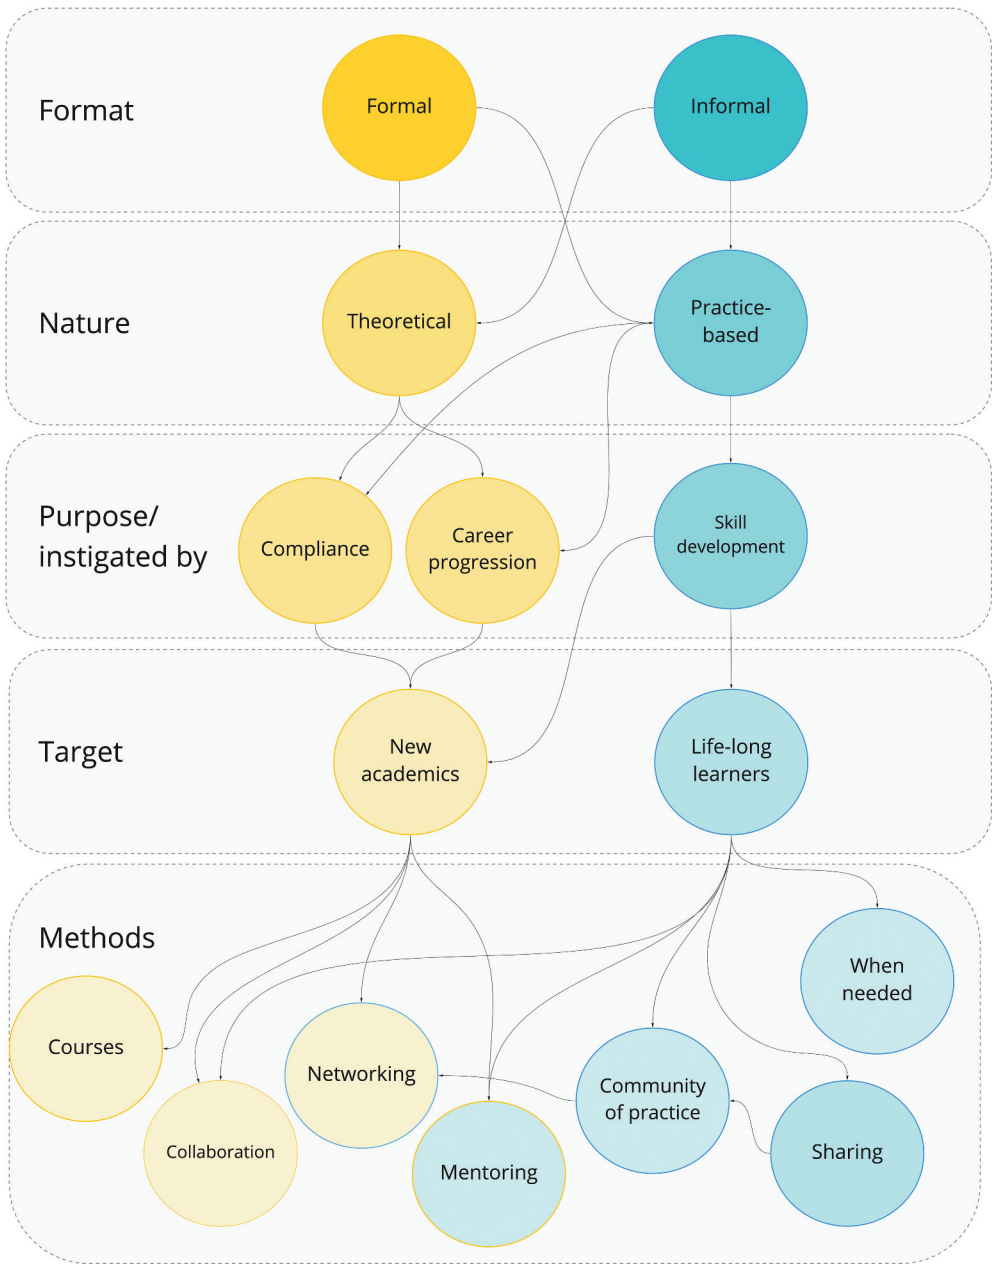 Format
Formal
Informal
Nature
Theoretical
Practice-
based
Purpose/
instigated by
Compliance
Career
progression
Skill
development
Target
New
academics
Life-long
learners
Methods
When
needed
Courses
Networking
Community
of practice
Collaboration
Mentoring
Sharing